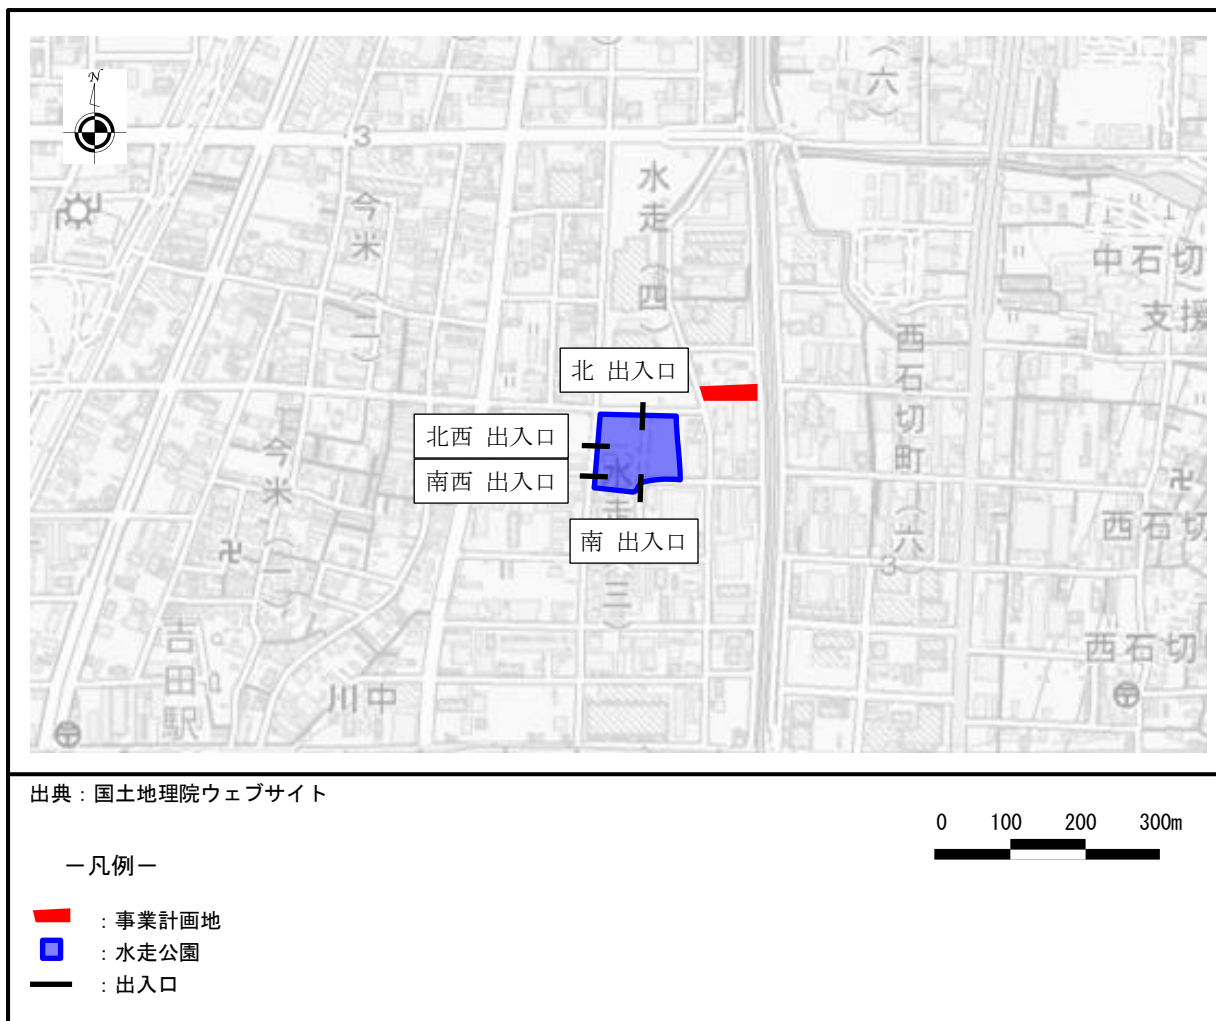 N
3
(六)
水走(四)
今米(二)
中石切
支援
西石切町(六)
北 出入口
北西 出入口
南西 出入口
南 出入口
水走(三)
今米(一)
3
西石切
西石切
吉田駅
川中
出典：国土地理院ウェブサイト
0 100 200 300m
－凡例－
：事業計画地
：水走公園
：出入口